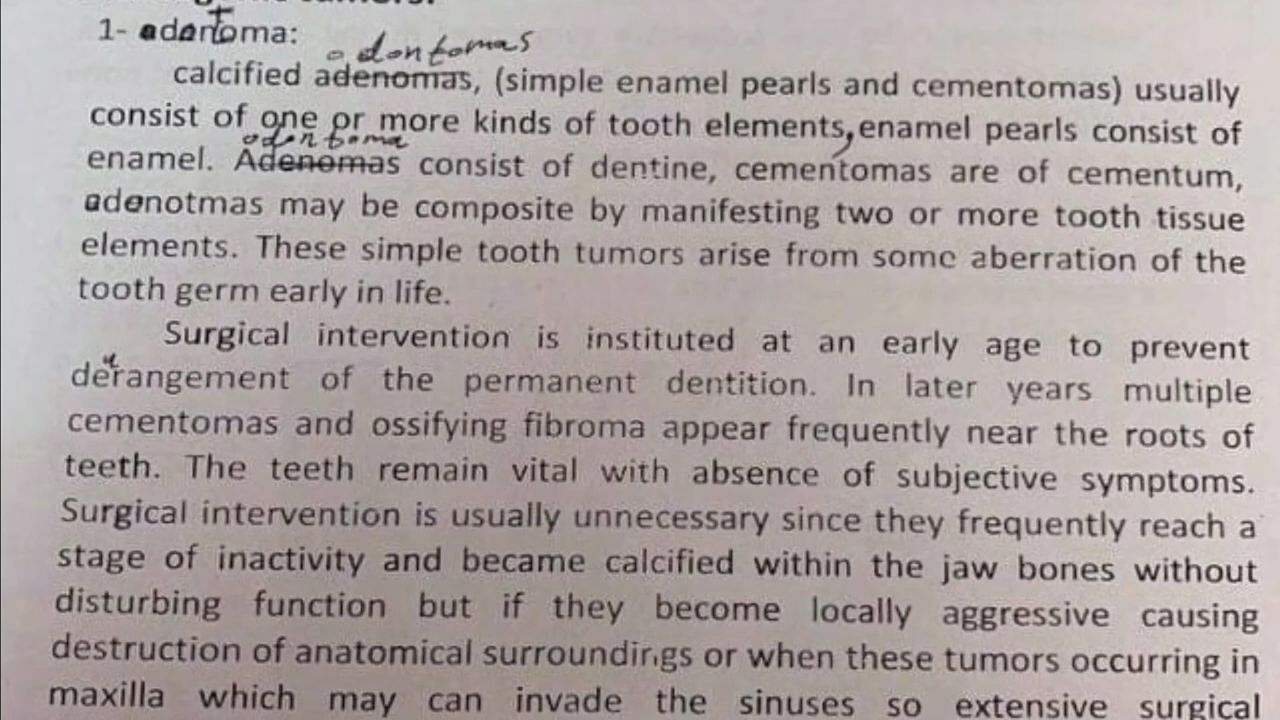 1- odontoma:
odontomas
calcified adenomas, (simple enamel pearls and cementomas) usually
consist of one or more kinds of tooth elements, enamel pearls consist of
odontoma
enamel. Adenomas consist of dentine, cementomas are of cementum,
odonotmas may be composite by manifesting two or more tooth tissue
elements. These simple tooth tumors arise from some aberration of the
tooth germ early in life.
Surgical intervention is instituted at an early age to prevent
derangement of the permanent dentition. In later years multiple
cementomas and ossifying fibroma appear frequently near the roots of
teeth. The teeth remain vital with absence of subjective symptoms.
Surgical intervention is usually unnecessary since they frequently reach a
stage of inactivity and became calcified within the jaw bones without
disturbing function but if they become locally aggressive causing
destruction of anatomical surroundings or when these tumors occurring in
maxilla which may can invade the sinuses so extensive surgical